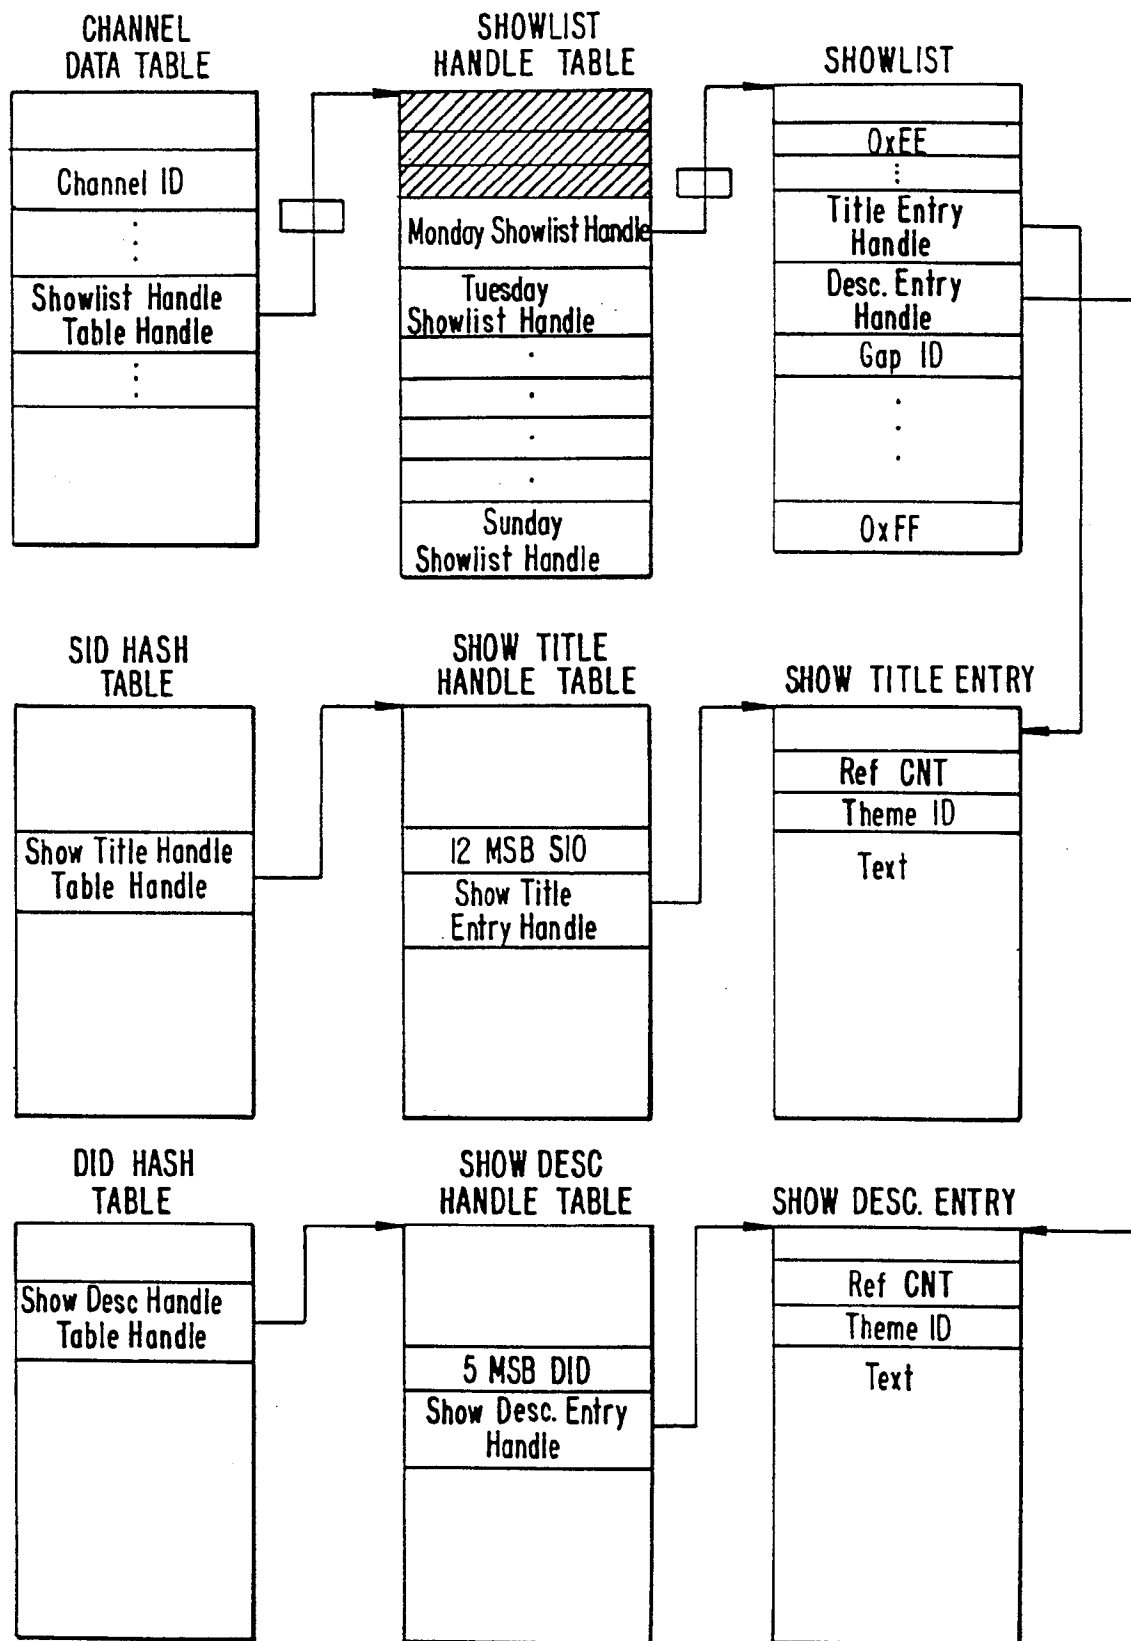 CHANNEL
DATA TABLE
Channel ID
Showlist Handle
Table Handle
SHOWLIST
HANDLE TABLE
Monday Showlist Handle
Tuesday
Showlist Handle
Sunday
Showlist Handle
SHOWLIST
0xEE
Title Entry
Handle
Desc. Entry
Handle
Gap ID
0xFF
SID HASH
TABLE
Show Title Handle
Table Handle
SHOW TITLE
HANDLE TABLE
12 MSB SIO
Show Title
Entry Handle
SHOW TITLE ENTRY
Ref CNT
Theme ID
Text
DID HASH
TABLE
Show Desc Handle
Table Handle
SHOW DESC
HANDLE TABLE
5 MSB DID
Show Desc. Entry
Handle
SHOW DESC. ENTRY
Ref CNT
Theme ID
Text